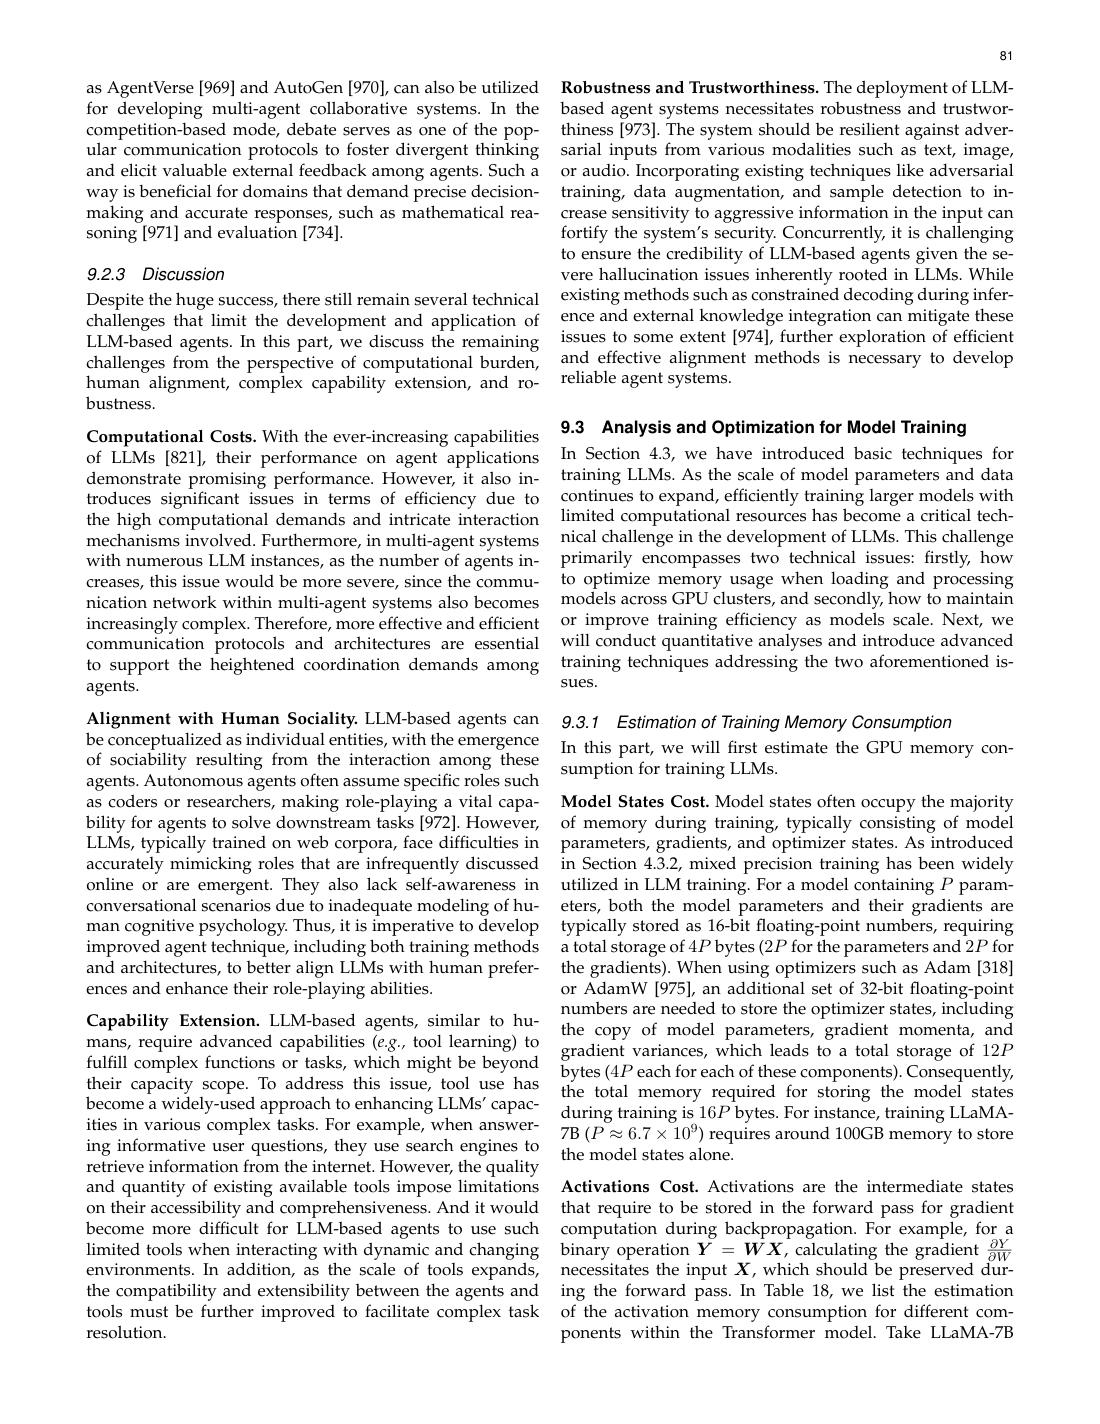 81
as AgentVerse [969] and AutoGen [970], can also be utilized
for developing multi-agent collaborative systems. In the
competition-based mode, debate serves as one of the pop-
ular communication protocols to foster divergent thinking
and elicit valuable external feedback among agents. Such a
way is beneficial for domains that demand precise decision-
making and accurate responses, such as mathematical rea-
soning [971] and evaluation [734].
9.2.3 Discussion
Despite the huge success, there still remain several technical
challenges that limit the development and application of
LLM-based agents. In this part, we discuss the remaining
challenges from the perspective of computational burden,
human alignment, complex capability extension, and ro-
bustness.
Computational Costs. With the ever-increasing capabilities
of LLMs [821], their performance on agent applications
demonstrate promising performance. However, it also in-
troduces significant issues in terms of efficiency due to
the high computational demands and intricate interaction
mechanisms involved. Furthermore, in multi-agent systems
with numerous LLM instances, as the number of agents in-
creases, this issue would be more severe, since the commu-
nication network within multi-agent systems also becomes
increasingly complex. Therefore, more effective and efficient
communication protocols and architectures are essential
to support the heightened coordination demands among
agents.
Alignment with Human Sociality. LLM-based agents can
be conceptualized as individual entities, with the emergence
of sociability resulting from the interaction among these
agents. Autonomous agents often assume specific roles such
as coders or researchers, making role-playing a vital capa-
bility for agents to solve downstream tasks [972]. However,
LLMs, typically trained on web corpora, face difficulties in
accurately mimicking roles that are infrequently discussed
online or are emergent. They also lack self-awareness in
conversational scenarios due to inadequate modeling of hu-
man cognitive psychology. Thus, it is imperative to develop
improved agent technique, including both training methods
and architectures, to better align LLMs with human prefer-
ences and enhance their role-playing abilities.
Capability Extension. LLM-based agents, similar to hu-
mans, require advanced capabilities (e.g., tool learning) to
fulfill complex functions or tasks, which might be beyond
their capacity scope. To address this issue, tool use has
become a widely-used approach to enhancing LLMs' capac-
ities in various complex tasks. For example, when answer-
ing informative user questions, they use search engines to
retrieve information from the internet. However, the quality
and quantity of existing available tools impose limitations
on their accessibility and comprehensiveness. And it would
become more difficult for LLM-based agents to use such
limited tools when interacting with dynamic and changing
environments. In addition, as the scale of tools expands,
the compatibility and extensibility between the agents and
tools must be further improved to facilitate complex task
resolution.
Robustness and Trustworthiness. The deployment of LLM-
based agent systems necessitates robustness and trustwor-
thiness [973]. The system should be resilient against adver-
sarial inputs from various modalities such as text, image,
or audio. Incorporating existing techniques like adversarial
training, data augmentation, and sample detection to in-
crease sensitivity to aggressive information in the input can
fortify the system's security. Concurrently, it is challenging
to ensure the credibility of LLM-based agents given the se-
vere hallucination issues inherently rooted in LLMs. While
existing methods such as constrained decoding during infer-
ence and external knowledge integration can mitigate these
issues to some extent [974], further exploration of efficient
and effective alignment methods is necessary to develop
reliable agent systems.
9.3 Analysis and Optimization for Model Training
In Section 4.3, we have introduced basic techniques for
training LLMs. As the scale of model parameters and data
continues to expand, efficiently training larger models with
limited computational resources has become a critical tech-
nical challenge in the development of LLMs. This challenge
primarily encompasses two technical issues: firstly, how
to optimize memory usage when loading and processing
models across GPU clusters, and secondly, how to maintain
or improve training efficiency as models scale. Next, we
will conduct quantitative analyses and introduce advanced
training techniques addressing the two aforementioned is-
sues.
9.3.1 Estimation of Training Memory Consumption
In this part, we will first estimate the GPU memory con-
sumption for training LLMs.
Model States Cost. Model states often occupy the majority
of memory during training, typically consisting of model
parameters, gradients, and optimizer states. As introduced
in Section 4.3.2, mixed precision training has been widely
utilized in LLM training. For a model containing P param-
eters, both the model parameters and their gradients are
typically stored as 16-bit floating-point numbers, requiring
a total storage of 4P bytes (2P for the parameters and 2P for
the gradients). When using optimizers such as Adam [318]
or AdamW [975], an additional set of 32-bit floating-point
numbers are needed to store the optimizer states, including
the copy of model parameters, gradient momenta, and
gradient variances, which leads to a total storage of 12P
bytes (4P each for each of these components). Consequently,
the total memory required for storing the model states
during training is 16P bytes. For instance, training LLaMA-
7B (P ≈ 6.7 × 10⁹) requires around 100GB memory to store
the model states alone.
Activations Cost. Activations are the intermediate states
that require to be stored in the forward pass for gradient
computation during backpropagation. For example, for a
binary operation Y = WX, calculating the gradient ∂Y/∂W
necessitates the input X, which should be preserved dur-
ing the forward pass. In Table 18, we list the estimation
of the activation memory consumption for different com-
ponents within the Transformer model. Take LLaMA-7B